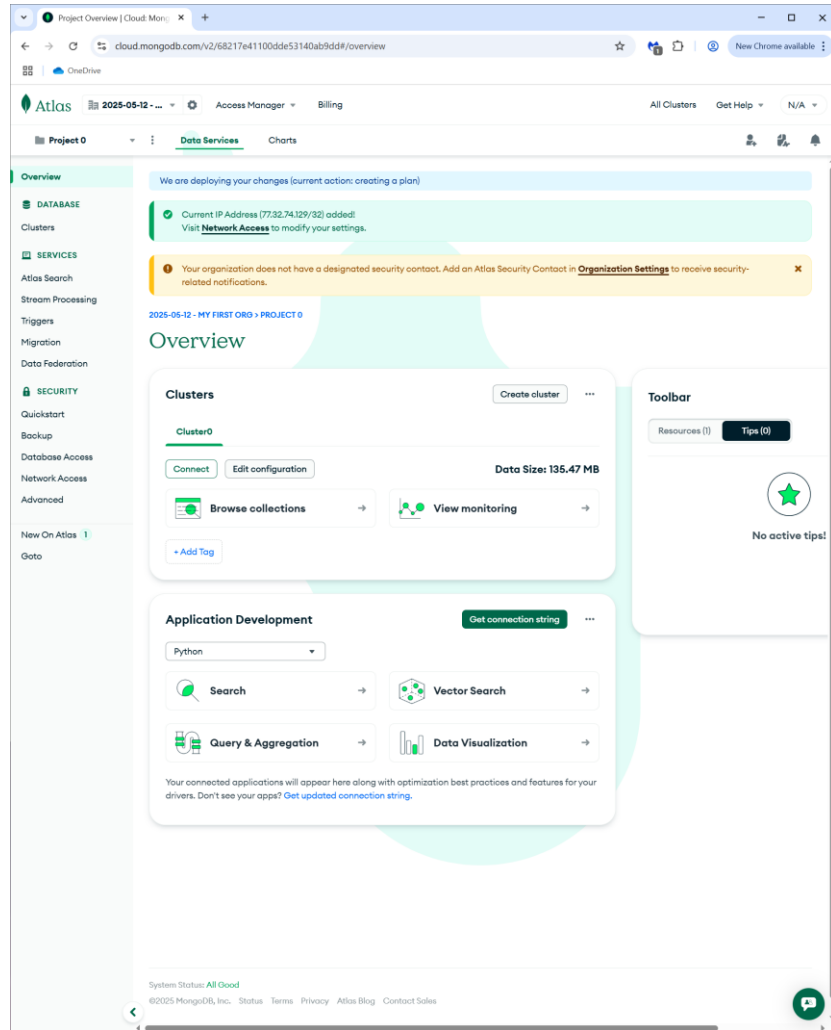 Project Overview | Cloud: Mong
cloud.mongodb.com/v2/68217e41100dde53140ab9dd#/overview
1
New Chrome available
OneDrive
Atlas
2025-05-12 - ...
Access Manager
Billing
All Clusters
Get Help
N/A
Project 0
Data Services
Charts
Overview
DATABASE
Clusters
SERVICES
Atlas Search
Stream Processing
Triggers
Migration
Data Federation
SECURITY
Quickstart
Backup
Database Access
Network Access
Advanced
New On Atlas 1
Goto
We are deploying your changes (current action: creating a plan)
Current IP Address (77.32.74.129/32) added!
Visit Network Access to modify your settings.
Your organization does not have a designated security contact. Add an Atlas Security Contact in Organization Settings to receive security-
related notifications.
2025-05-12 - MY FIRST ORG > PROJECT 0
Overview
Clusters
Create cluster
Cluster0
Connect
Edit configuration
Data Size: 135.47 MB
Browse collections
View monitoring
+ Add Tag
Application Development
Get connection string
Python
Search
Vector Search
Query & Aggregation
Data Visualization
Your connected applications will appear here along with optimization best practices and features for your
drivers. Don't see your apps? Get updated connection string.
Toolbar
Resources (1)
Tips (0)
No active tips!
System Status: All Good
©2025 MongoDB, Inc. Status Terms Privacy Atlas Blog Contact Sales